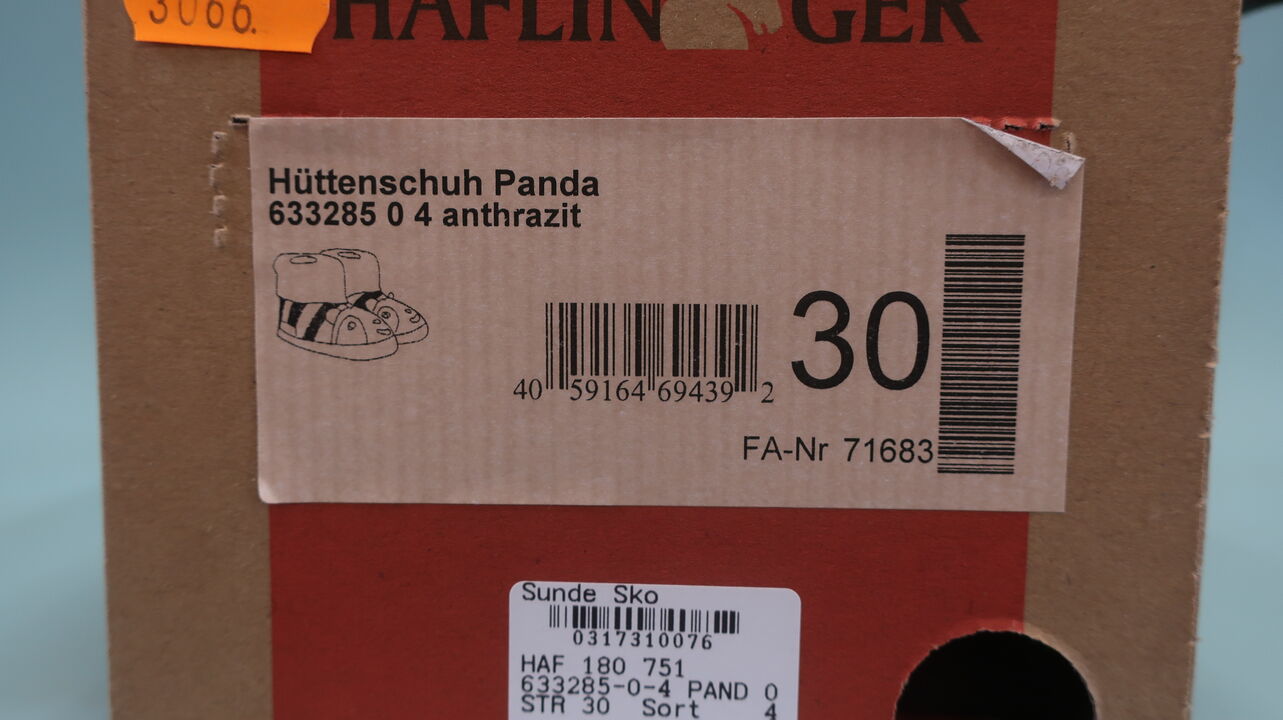 3066.
HAFLINGER
Hüttenschuh Panda
633285 0 4 anthrazit
30
40 59164 69439 2
FA-Nr 71683
Sunde Sko
0317310076
HAF 180 751
633285-0-4 PAND 0
STR 30 Sort 4